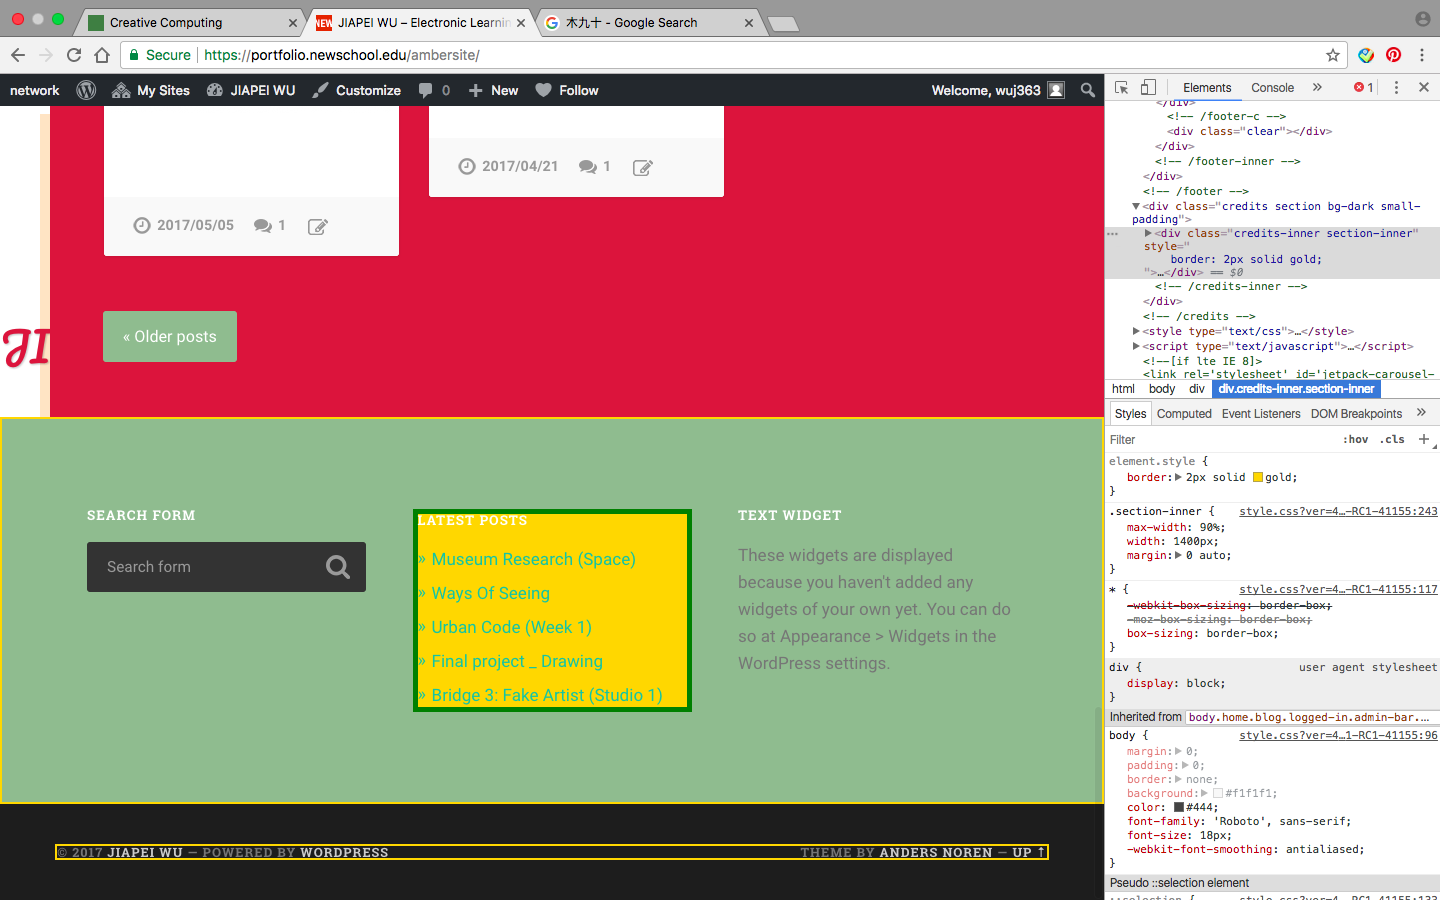 Creative Computing
NEW JIAPEI WU – Electronic Learnin
木九十 - Google Search
Secure https://portfolio.newschool.edu/ambersite/
network My Sites JIAPEI WU Customize 0 New Follow Welcome, wuj363
2017/04/21 1
2017/05/05 1
« Older posts
JI
SEARCH FORM
Search form
LATEST POSTS
» Museum Research (Space)
» Ways Of Seeing
» Urban Code (Week 1)
» Final project _ Drawing
» Bridge 3: Fake Artist (Studio 1)
TEXT WIDGET
These widgets are displayed
because you haven't added any
widgets of your own yet. You can do
so at Appearance > Widgets in the
WordPress settings.
© 2017 JIAPEI WU — POWERED BY WORDPRESS
THEME BY ANDERS NOREN — UP ↑
Elements Console » 1
</div>
<!-- /footer-c -->
<div class="clear"></div>
</div>
<!-- /footer-inner -->
</div>
<!-- /footer -->
▼<div class="credits section bg-dark small-
padding">
… ▶<div class="credits-inner section-inner"
style="
border: 2px solid gold;
">…</div> == $0
<!-- /credits-inner -->
</div>
<!-- /credits -->
▶<style type="text/css">…</style>
▶<script type="text/javascript">…</script>
<!--[if lte IE 8]>
<link rel='stylesheet' id='jetpack-carousel-
html body div div.credits-inner.section-inner
Styles Computed Event Listeners DOM Breakpoints »
Filter :hov .cls +
element.style {
border:▶2px solid gold;
}
.section-inner { style.css?ver=4…-RC1-41155:243
max-width: 90%;
width: 1400px;
margin:▶0 auto;
}
* { style.css?ver=4…-RC1-41155:117
-webkit-box-sizing: border-box;
-moz-box-sizing: border-box;
box-sizing: border-box;
}
div { user agent stylesheet
display: block;
}
Inherited from body.home.blog.logged-in.admin-bar.…
body { style.css?ver=4…1-RC1-41155:96
margin:▶0;
padding:▶0;
border:▶none;
background:▶#f1f1f1;
color: #444;
font-family: 'Roboto', sans-serif;
font-size: 18px;
-webkit-font-smoothing: antialiased;
}
Pseudo ::selection element
::selection { style.css?ver=4…-RC1-41155:133